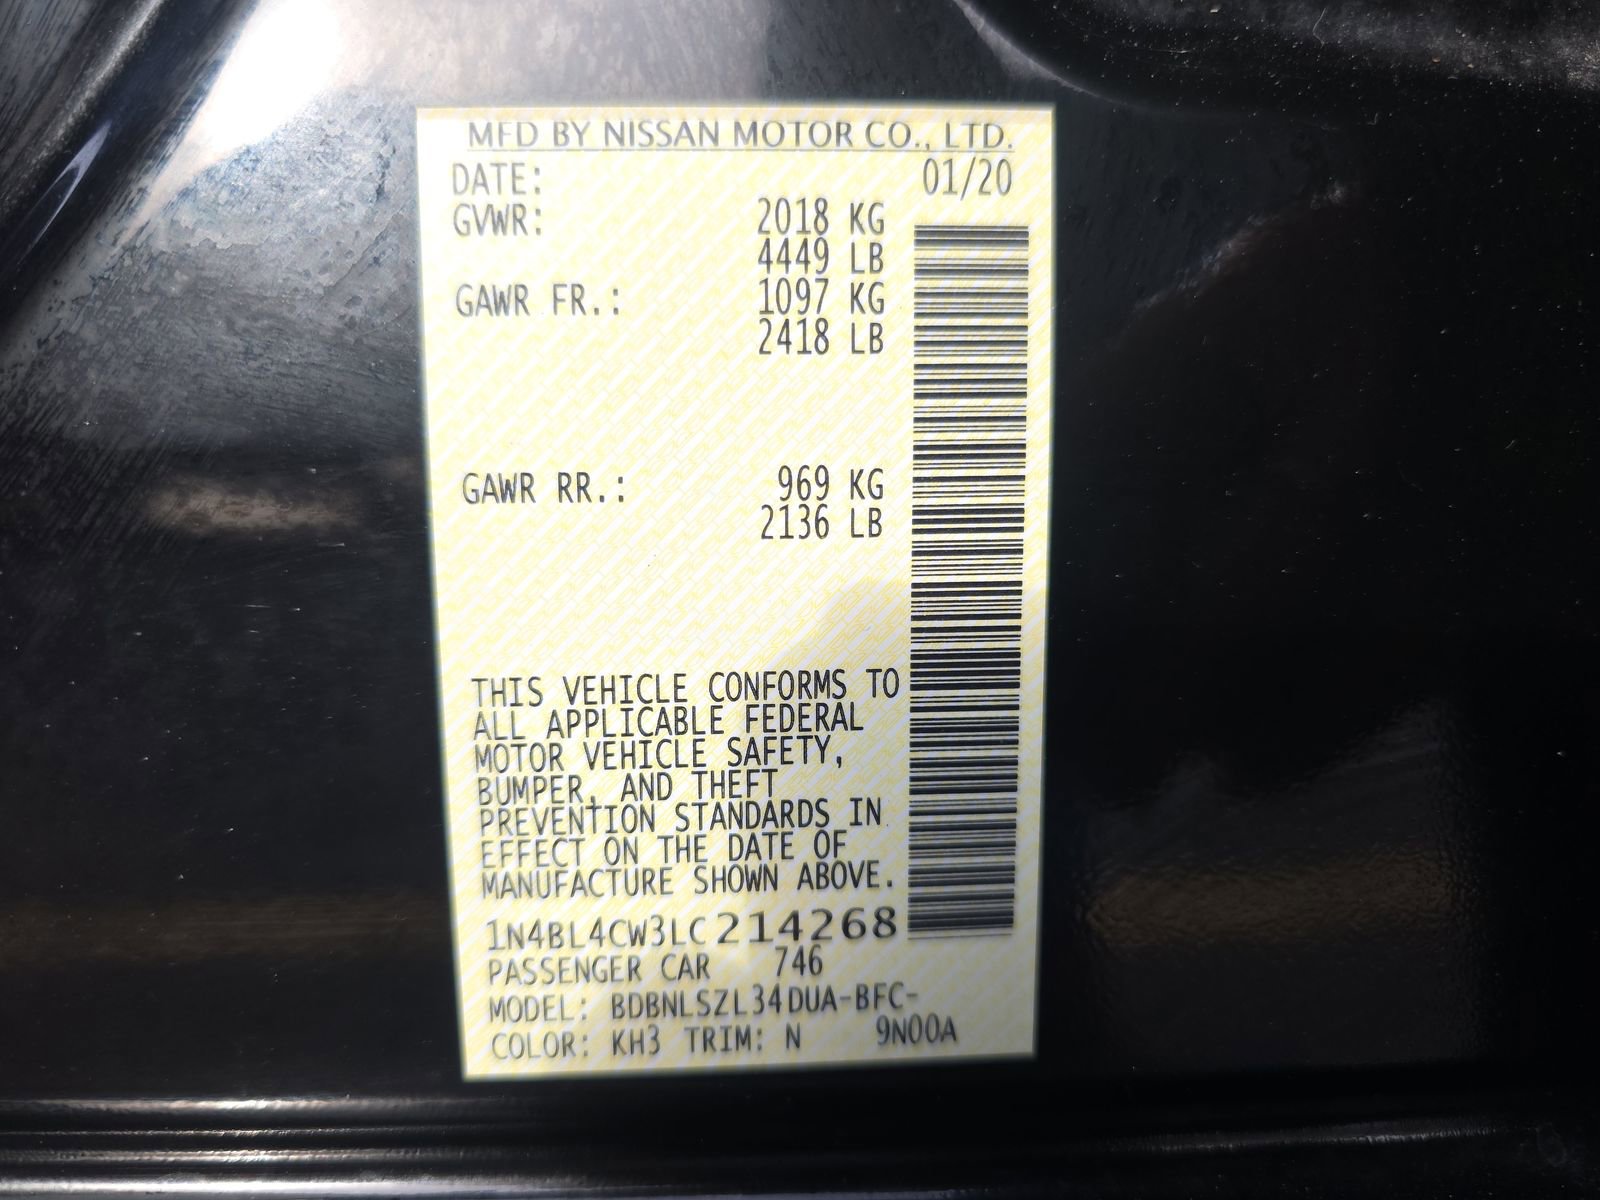 MFD BY NISSAN MOTOR CO., LTD.
DATE: 01/20
GVWR: 2018 KG
4449 LB
GAWR FR.: 1097 KG
2418 LB
GAWR RR.: 969 KG
2136 LB
THIS VEHICLE CONFORMS TO
ALL APPLICABLE FEDERAL
MOTOR VEHICLE SAFETY,
BUMPER, AND THEFT
PREVENTION STANDARDS IN
EFFECT ON THE DATE OF
MANUFACTURE SHOWN ABOVE.
1N4BL4CW3LC214268
PASSENGER CAR 746
MODEL: BDBNLSZL34DUA-BFC-
COLOR: KH3 TRIM: N 9N00A